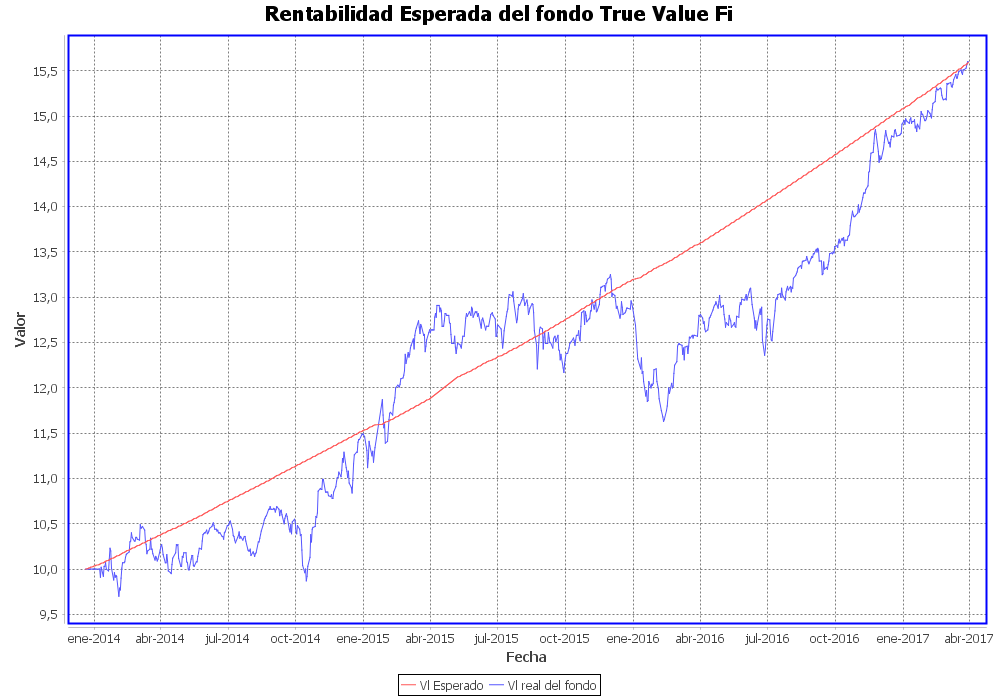 Rentabilidad Esperada del fondo True Value Fi
Valor
15,5
15,0
14,5
14,0
13,5
13,0
12,5
12,0
11,5
11,0
10,5
10,0
9,5
ene-2014 abr-2014 jul-2014 oct-2014 ene-2015 abr-2015 jul-2015 oct-2015 ene-2016 abr-2016 jul-2016 oct-2016 ene-2017 abr-2017
Fecha
Vl Esperado Vl real del fondo